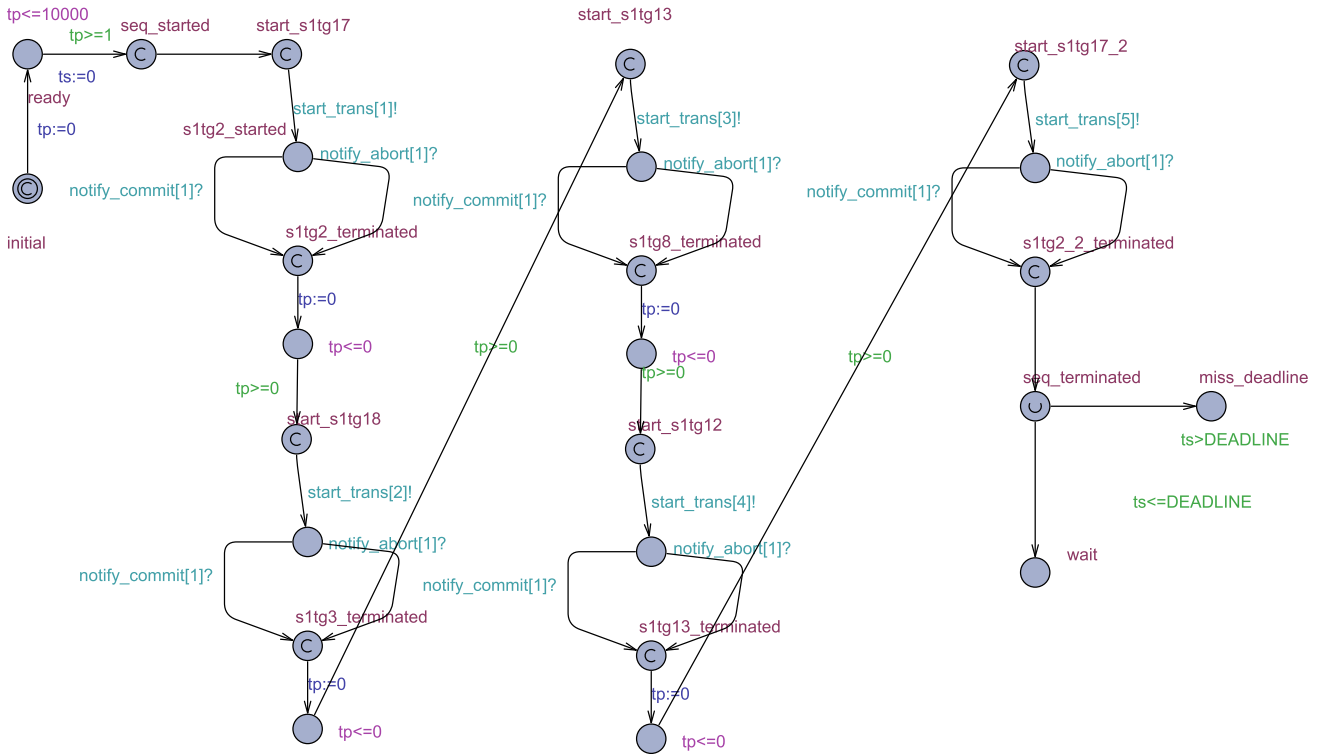 tp<=10000
tp>=1
seq_started
start_s1tg17
C
C
ts:=0
ready
tp:=0
C
initial
start_trans[1]!
s1tg2_started
notify_abort[1]?
notify_commit[1]?
s1tg2_terminated
C
tp:=0
tp<=0
tp>=0
start_s1tg18
C
start_trans[2]!
notify_abort[1]?
notify_commit[1]?
s1tg3_terminated
C
tp:=0
tp<=0
tp>=0
start_s1tg13
C
start_trans[3]!
notify_abort[1]?
notify_commit[1]?
s1tg8_terminated
C
tp:=0
tp<=0
tp>=0
start_s1tg12
C
start_trans[4]!
notify_abort[1]?
notify_commit[1]?
s1tg13_terminated
C
tp:=0
tp<=0
tp>=0
start_s1tg17_2
C
start_trans[5]!
notify_abort[1]?
notify_commit[1]?
s1tg2_2_terminated
C
seq_terminated
miss_deadline
ts>DEADLINE
ts<=DEADLINE
wait